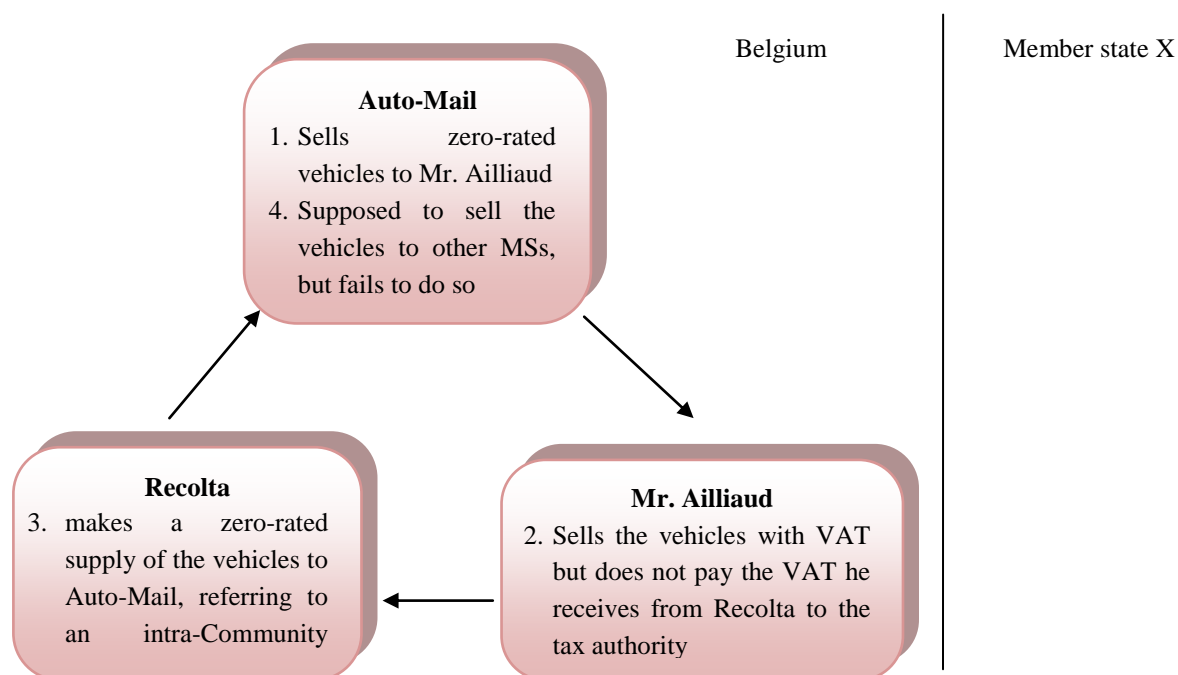 Belgium
Member state X
Auto-Mail
1. Sells zero-rated
vehicles to Mr. Ailliaud
4. Supposed to sell the
vehicles to other MSs,
but fails to do so
Recolta
3. makes a zero-rated
supply of the vehicles to
Auto-Mail, referring to
an intra-Community
Mr. Ailliaud
2. Sells the vehicles with VAT
but does not pay the VAT he
receives from Recolta to the
tax authority